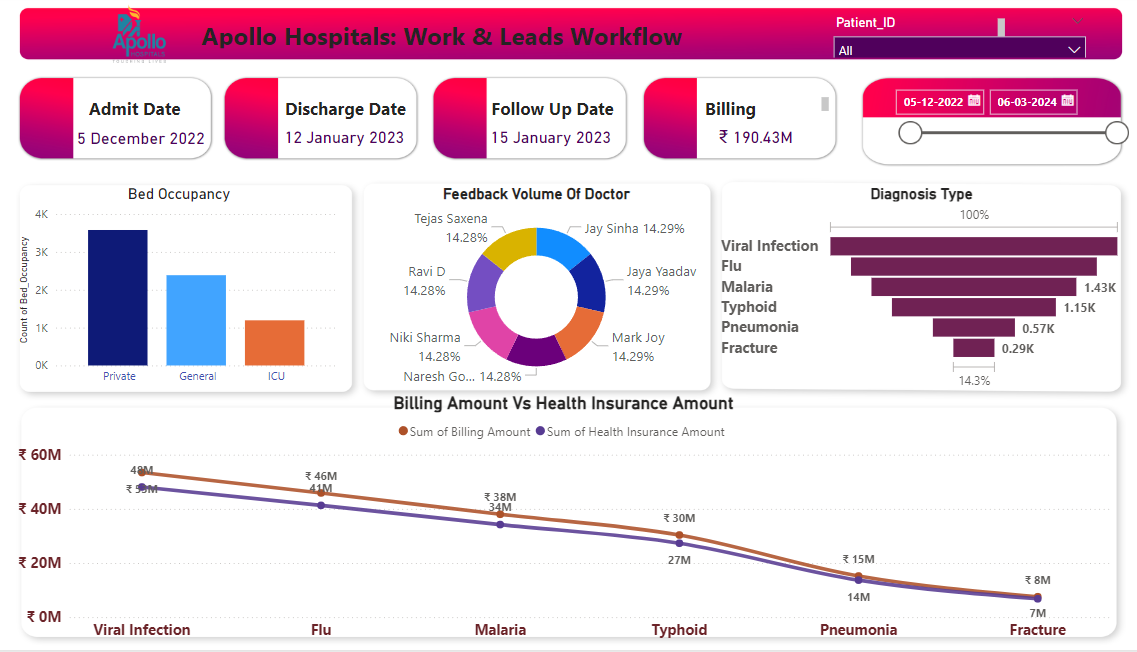 Apollo
HOSPITALS
TOUCHING LIVES
Apollo Hospitals: Work & Leads Workflow
Patient_ID
All
Admit Date
5 December 2022
Discharge Date
12 January 2023
Follow Up Date
15 January 2023
Billing
₹ 190.43M
05-12-2022
06-03-2024
Bed Occupancy
Count of Bed_Occupancy
4K
3K
2K
1K
0K
Private
General
ICU
Feedback Volume Of Doctor
Tejas Saxena
14.28%
Jay Sinha 14.29%
Ravi D
14.28%
Jaya Yaadav
14.29%
Niki Sharma
14.28%
Mark Joy
14.29%
Naresh Go... 14.28%
Diagnosis Type
100%
Viral Infection
Flu
Malaria
1.43K
Typhoid
1.15K
Pneumonia
0.57K
Fracture
0.29K
14.3%
Billing Amount Vs Health Insurance Amount
Sum of Billing Amount
Sum of Health Insurance Amount
₹ 60M
₹ 40M
₹ 20M
₹ 0M
48M
₹ 53M
₹ 46M
41M
₹ 38M
34M
₹ 30M
27M
₹ 15M
14M
₹ 8M
7M
Viral Infection
Flu
Malaria
Typhoid
Pneumonia
Fracture